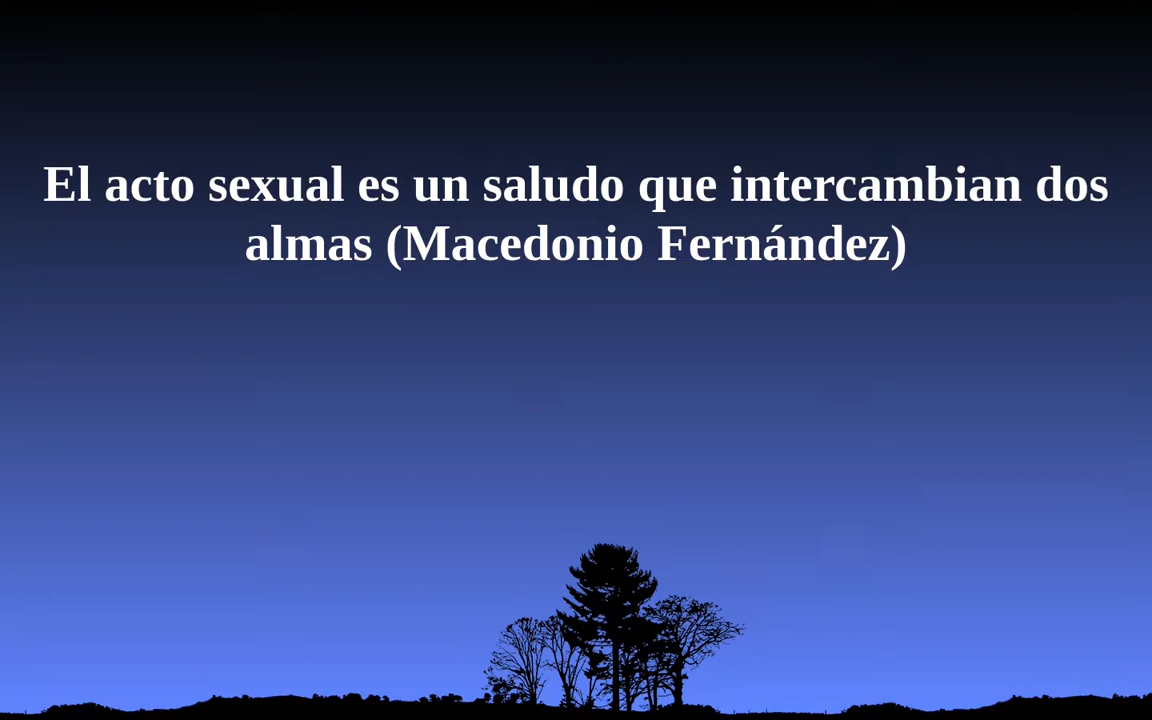 El acto sexual es un saludo que intercambian dos
almas (Macedonio Fernández)